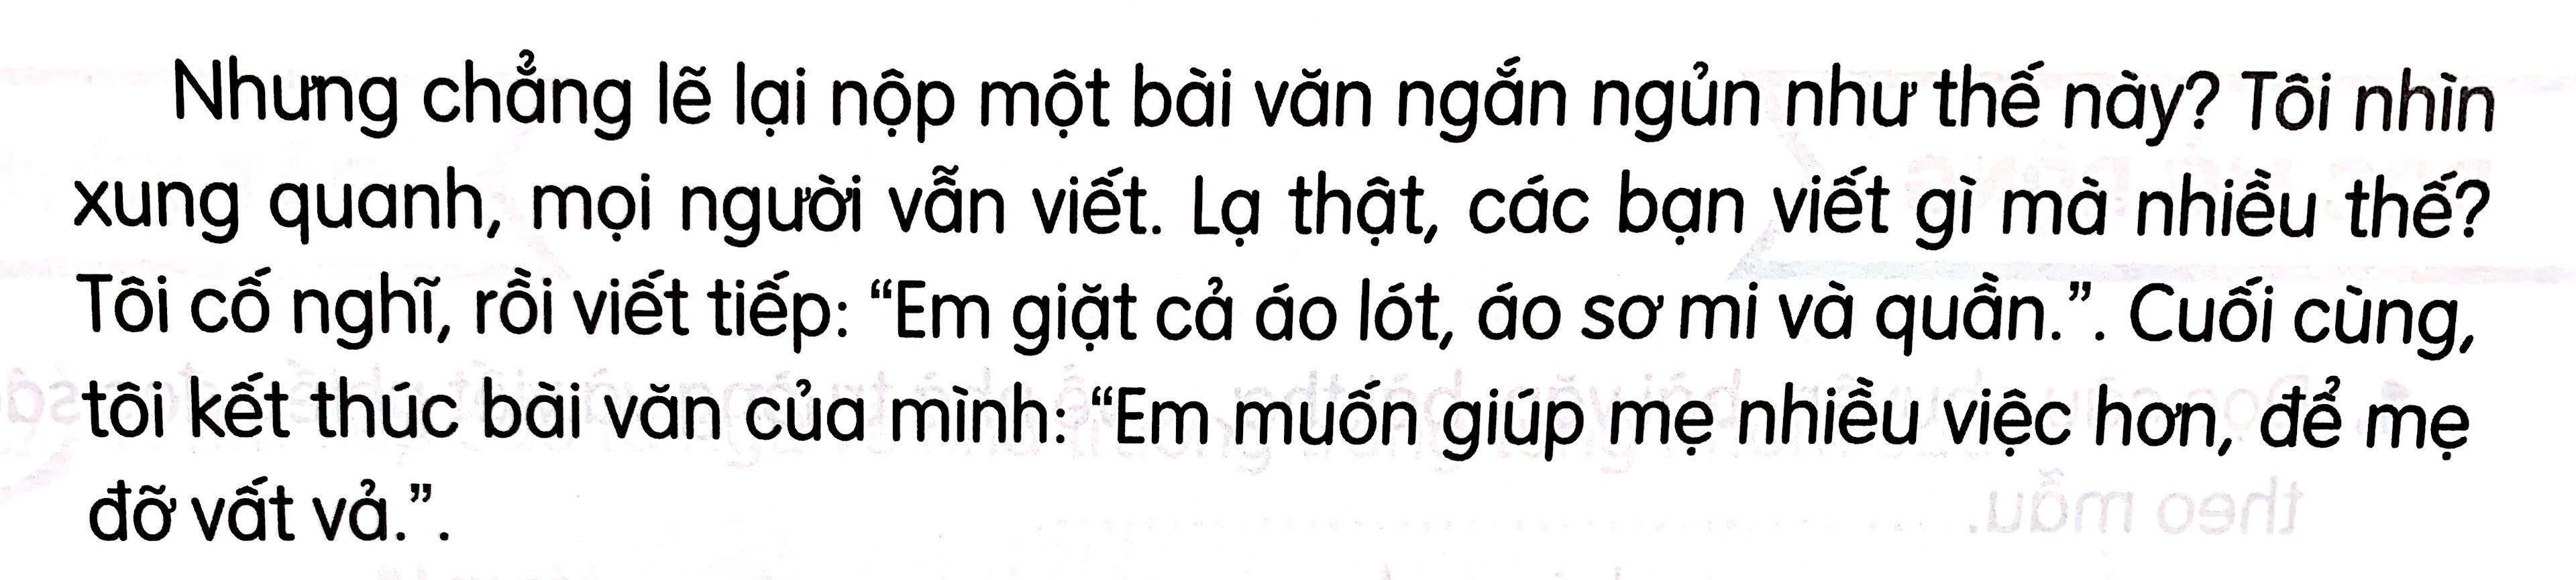 Nhưng chẳng lẽ lại nộp một bài văn ngắn ngủn như thế này? Tôi nhìn
xung quanh, mọi người vẫn viết. Lạ thật, các bạn viết gì mà nhiều thế?
Tôi cố nghĩ, rồi viết tiếp: “Em giặt cả áo lót, áo sơ mi và quần.”. Cuối cùng,
tôi kết thúc bài văn của mình: “Em muốn giúp mẹ nhiều việc hơn, để mẹ
đỡ vất vả.”.
theo mẫu.